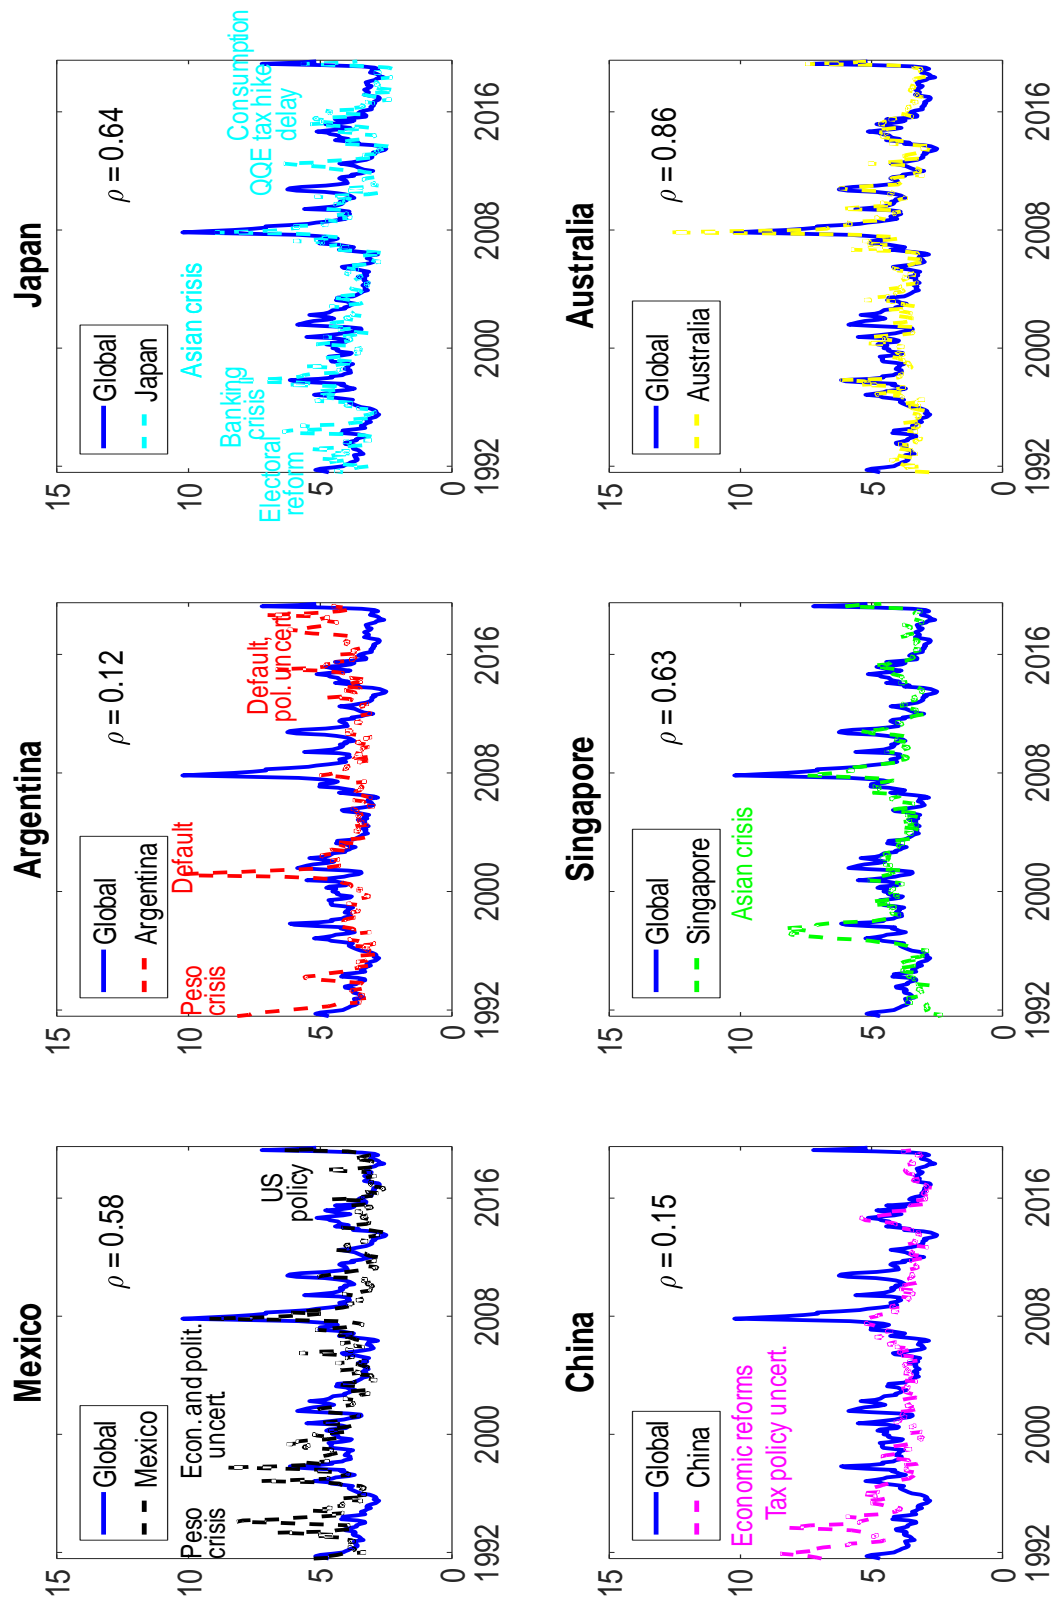 Mexico
15
10
5
0
1992
2000
2008
2016
Global
Mexico
ρ = 0.58
Peso
crisis
Econ. and polit.
uncert.
US
policy
Argentina
15
10
5
0
1992
2000
2008
2016
Global
Argentina
ρ = 0.12
Peso
crisis
Default
Default,
pol. uncert.
Japan
15
10
5
0
1992
2000
2008
2016
Global
Japan
ρ = 0.64
Electoral
reform
Banking
crisis
Asian crisis
QQE
Consumption
tax hike
delay
China
15
10
5
0
1992
2000
2008
2016
Global
China
ρ = 0.15
Economic reforms
Tax policy uncert.
Singapore
15
10
5
0
1992
2000
2008
2016
Global
Singapore
ρ = 0.63
Asian crisis
Australia
15
10
5
0
1992
2000
2008
2016
Global
Australia
ρ = 0.86